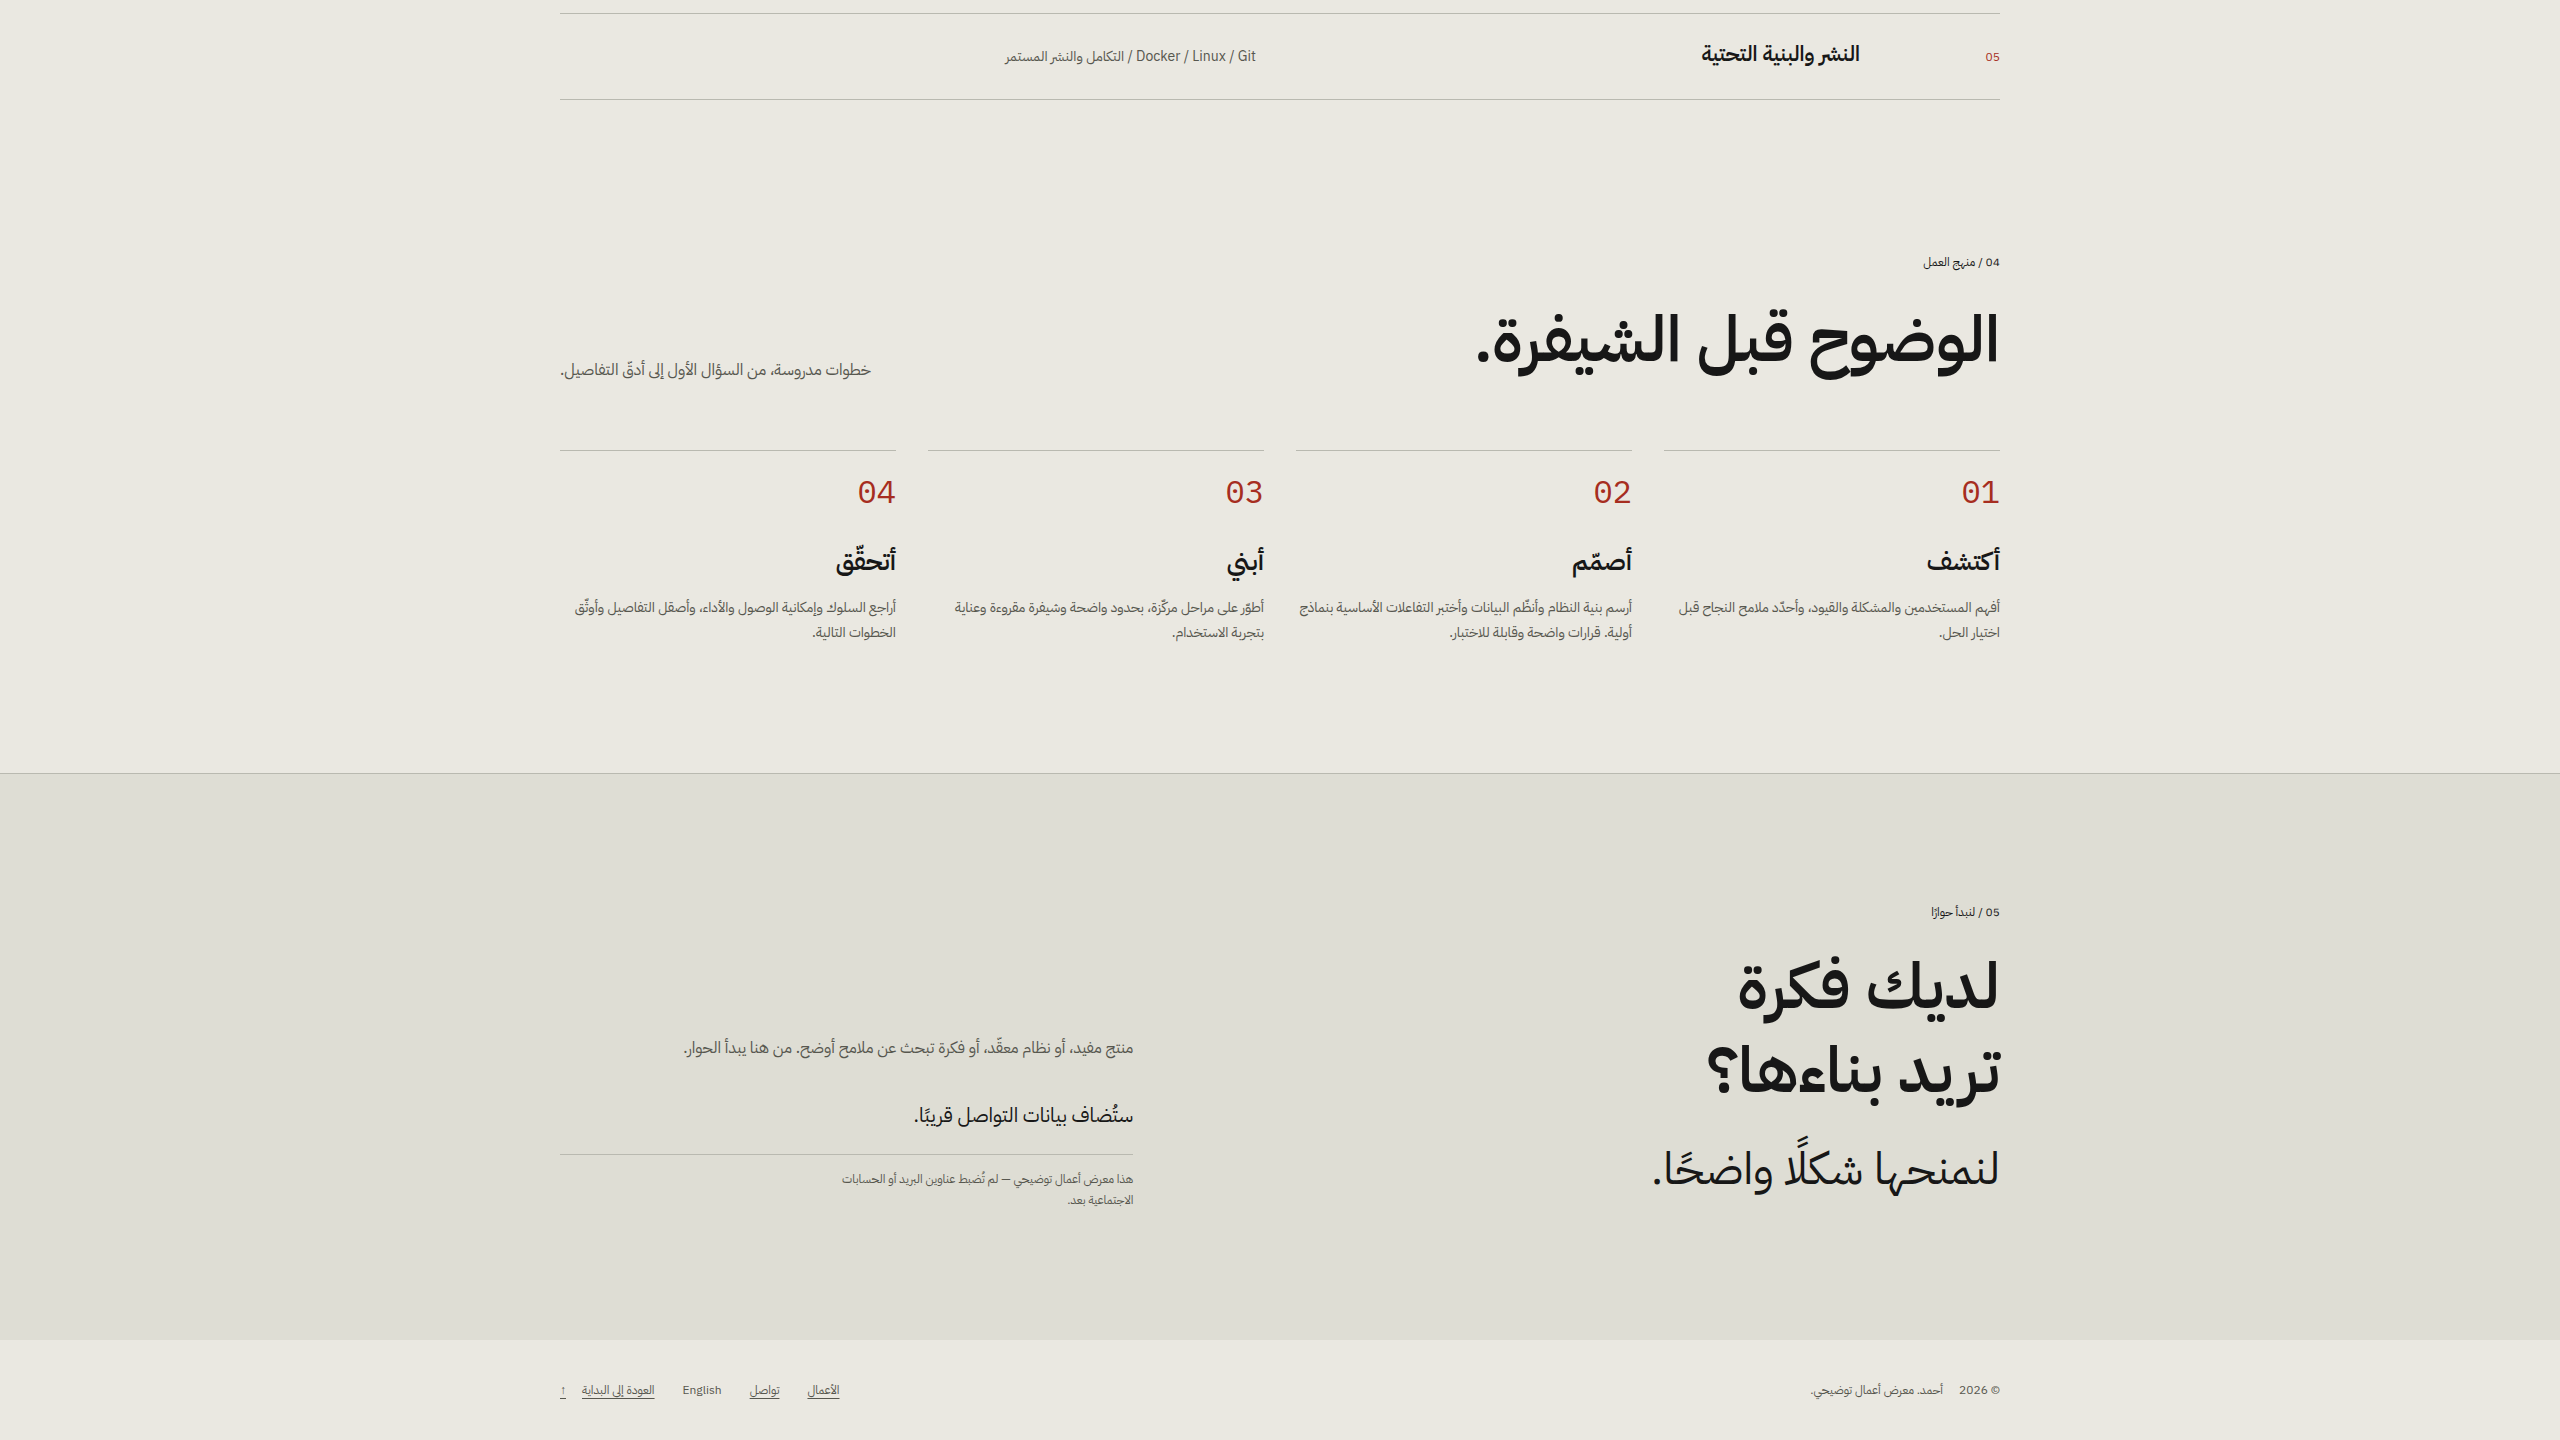 05
النشر والبنية التحتية
Docker / Linux / Git / التكامل والنشر المستمر
04 / منهج العمل
الوضوح قبل الشيفرة.
خطوات مدروسة، من السؤال الأول إلى أدقّ التفاصيل.
01
أكتشف
أفهم المستخدمين والمشكلة والقيود، وأحدّد ملامح النجاح قبل
اختيار الحل.
02
أصمّم
أرسم بنية النظام وأنظّم البيانات وأختبر التفاعلات الأساسية بنماذج
أولية. قرارات واضحة وقابلة للاختبار.
03
أبني
أطوّر على مراحل مركّزة، بحدود واضحة وشيفرة مقروءة وعناية
بتجربة الاستخدام.
04
أتحقّق
أراجع السلوك وإمكانية الوصول والأداء، وأصقل التفاصيل وأوثّق
الخطوات التالية.
05 / لنبدأ حوارًا
لديك فكرة
تريد بناءها؟
لنمنحها شكلًا واضحًا.
منتج مفيد، أو نظام معقّد، أو فكرة تبحث عن ملامح أوضح. من هنا يبدأ الحوار.
ستُضاف بيانات التواصل قريبًا.
هذا معرض أعمال توضيحي — لم تُضبط عناوين البريد أو الحسابات
الاجتماعية بعد.
© 2026 أحمد. معرض أعمال توضيحي.
الأعمال تواصل English العودة إلى البداية ↑